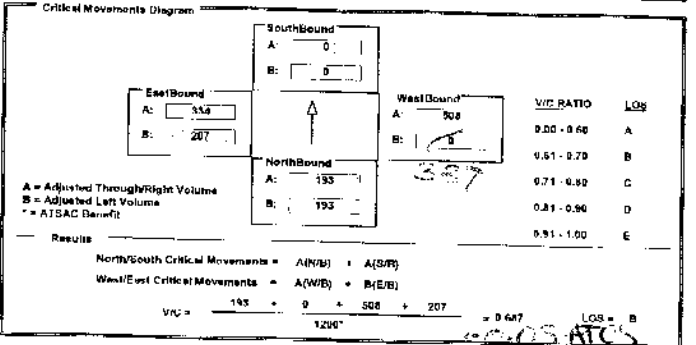 Critical Movements Diagram
SouthBound
A: 0
B: 0
EastBound
A: 334
B: 207
WestBound
A: 508
B: 0
NorthBound
A: 193
B: 193
V/C RATIO LOS
0.00 - 0.60 A
0.61 - 0.70 B
0.71 - 0.80 C
0.81 - 0.90 D
0.91 - 1.00 E
A = Adjusted Through/Right Volume
B = Adjusted Left Volume
* = ATSAC Benefit
Results
North/South Critical Movements = A(N/B) + A(S/B)
West/East Critical Movements = A(W/B) + B(E/B)
V/C = 193 + 0 + 508 + 207
1200*
= 0.687 LOS = B
ATCS